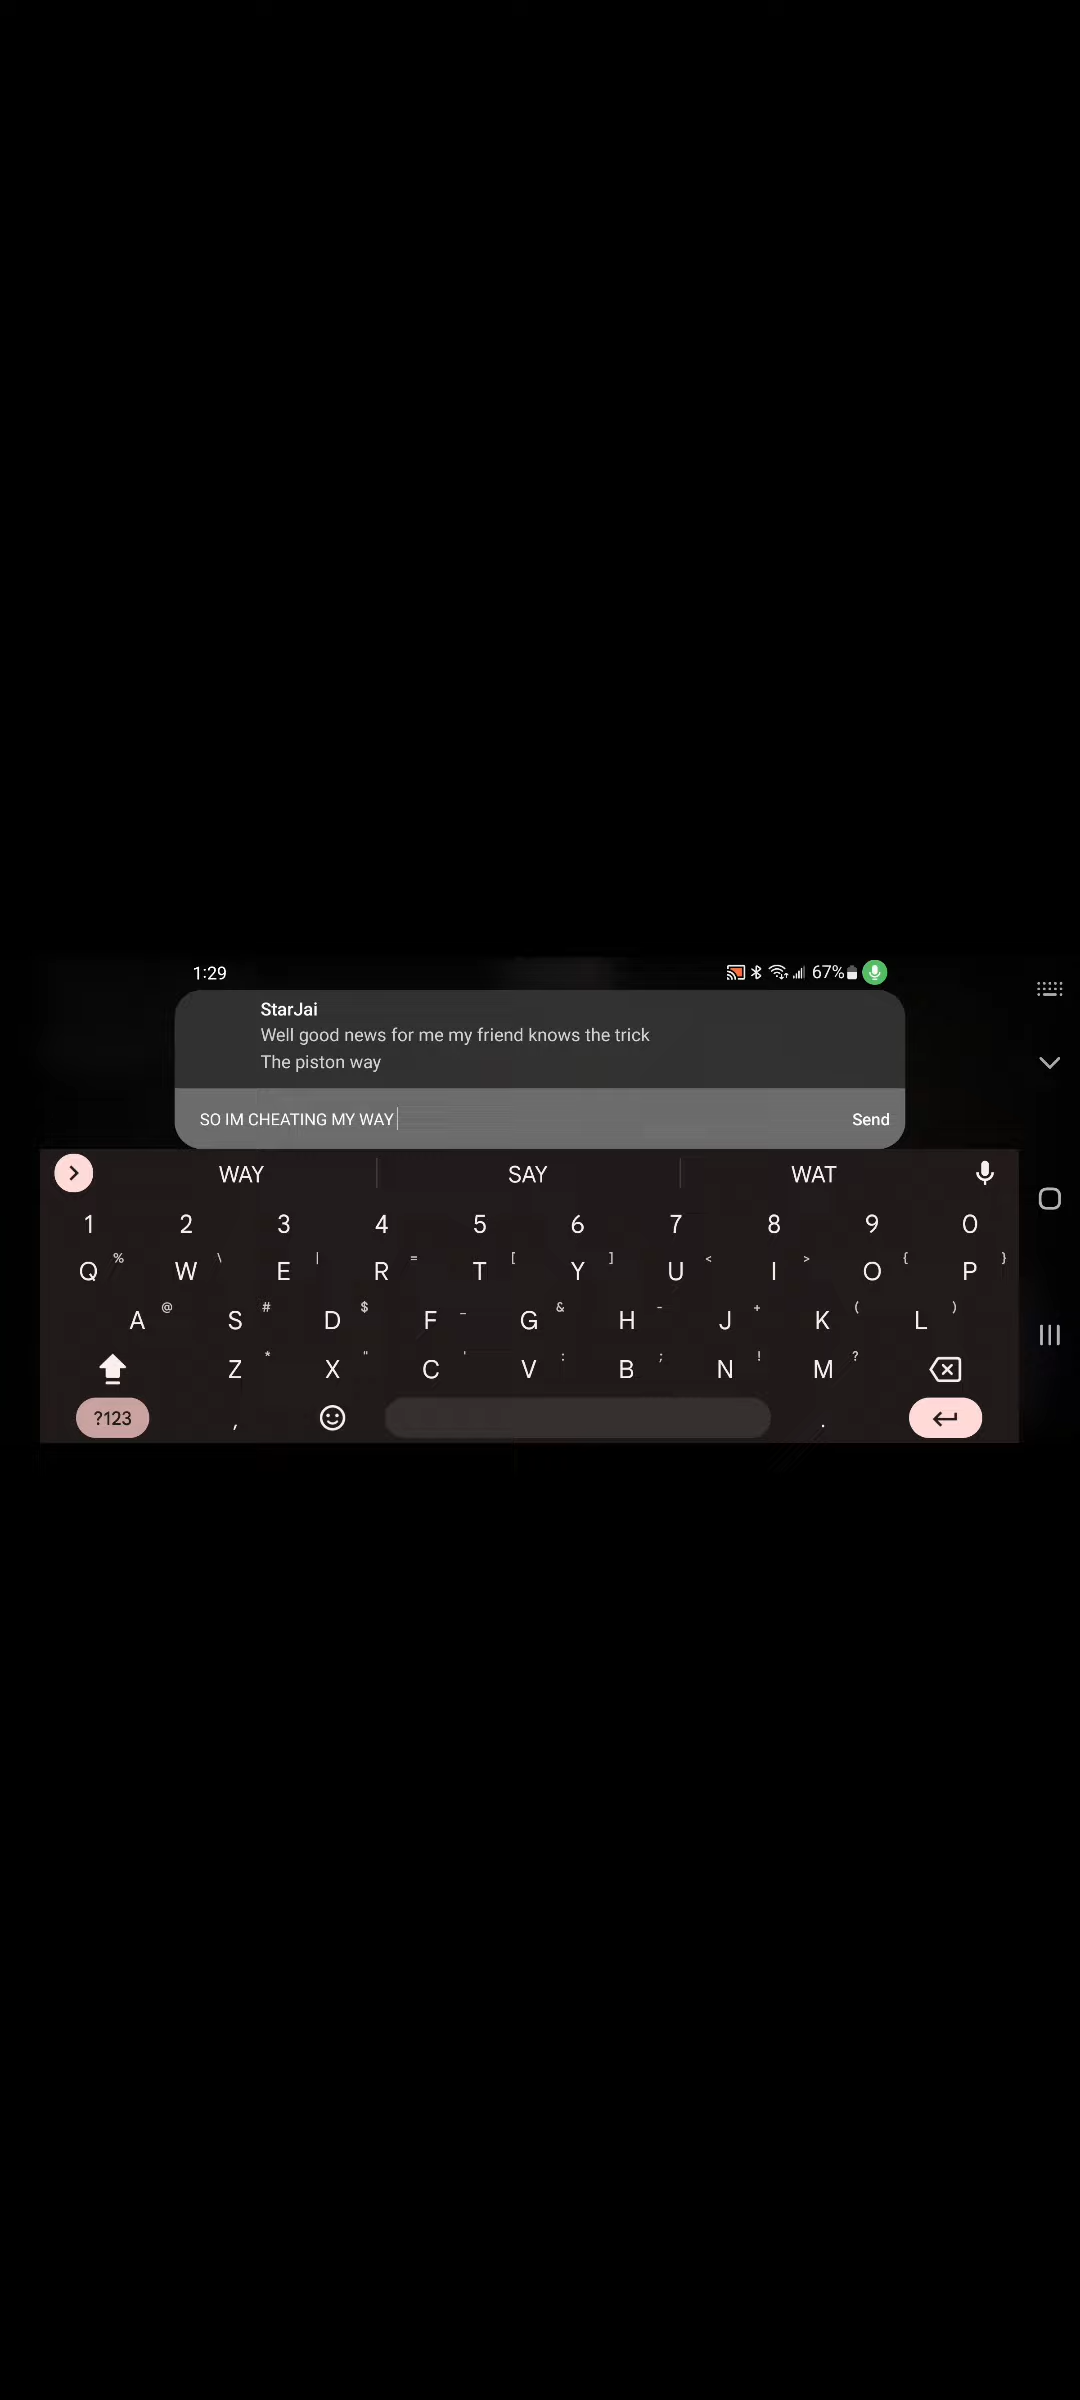 1:29 67%
StarJai
Well good news for me my friend knows the trick
The piston way
SO IM CHEATING MY WAY Send
WAY SAY WAT
1 2 3 4 5 6 7 8 9 0
Q % W \ E | R = T [ Y ] U < I > O { P }
A @ S # D $ F _ G & H - J + K ( L )
Z * X " C ' V : B ; N ! M ?
?123 , .